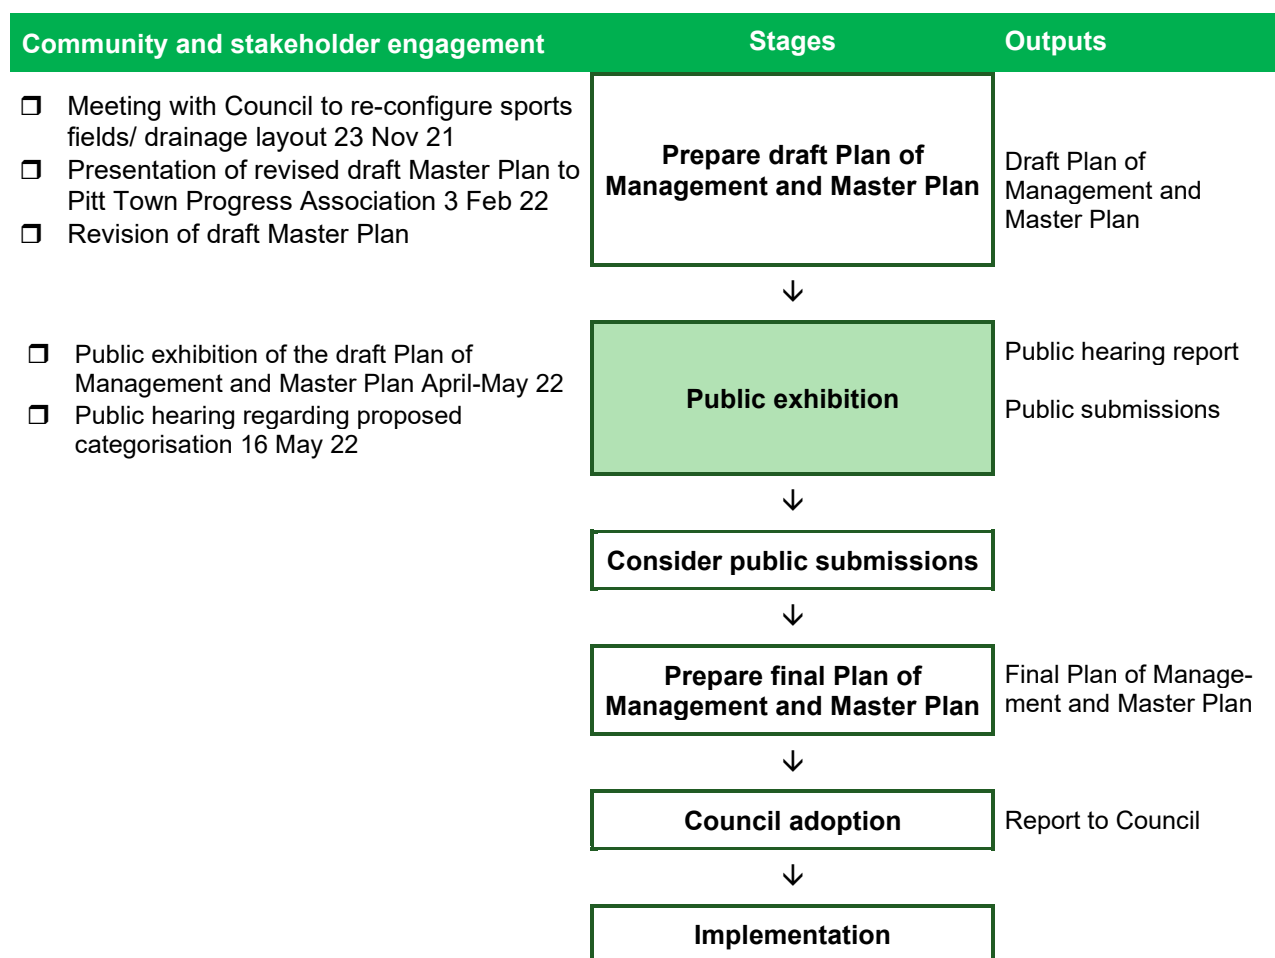 Community and stakeholder engagement
Stages
Outputs
Meeting with Council to re-configure sports
fields/ drainage layout 23 Nov 21
Presentation of revised draft Master Plan to
Pitt Town Progress Association 3 Feb 22
Revision of draft Master Plan
Prepare draft Plan of
Management and Master Plan
Draft Plan of
Management and
Master Plan
Public exhibition of the draft Plan of
Management and Master Plan April-May 22
Public hearing regarding proposed
categorisation 16 May 22
Public exhibition
Public hearing report
Public submissions
Consider public submissions
Prepare final Plan of
Management and Master Plan
Final Plan of Manage-
ment and Master Plan
Council adoption
Report to Council
Implementation